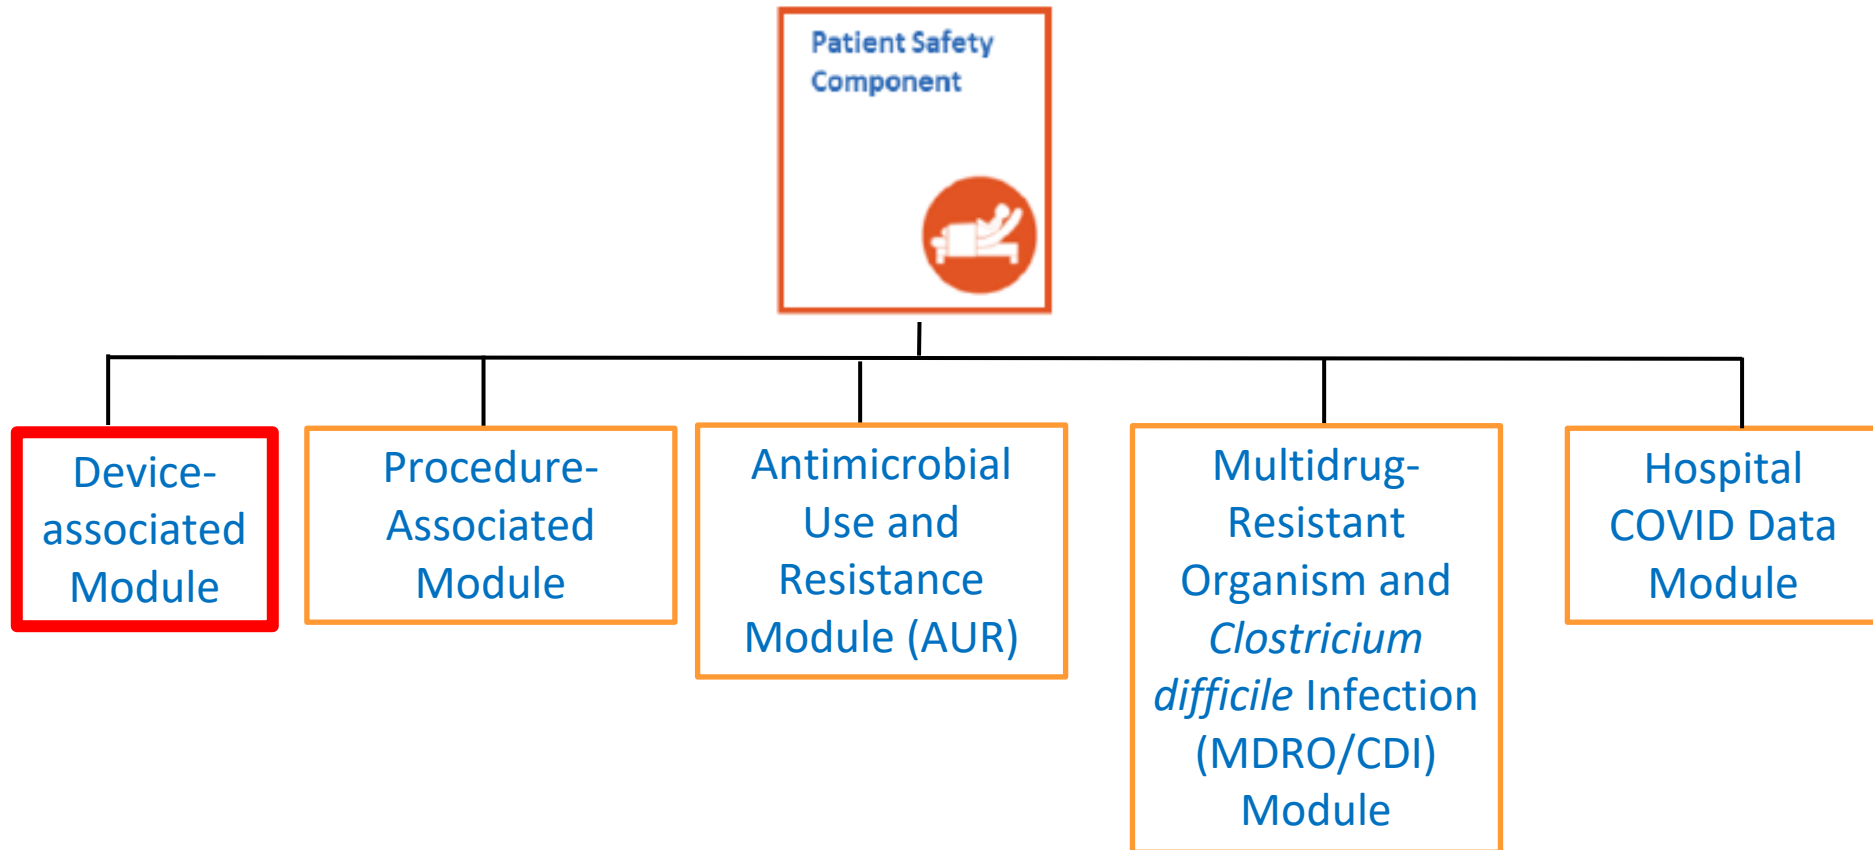 Patient Safety
Component
Device-
associated
Module
Procedure-
Associated
Module
Antimicrobial
Use and
Resistance
Module (AUR)
Multidrug-
Resistant
Organism and
Clostricium
difficile Infection
(MDRO/CDI)
Module
Hospital
COVID Data
Module